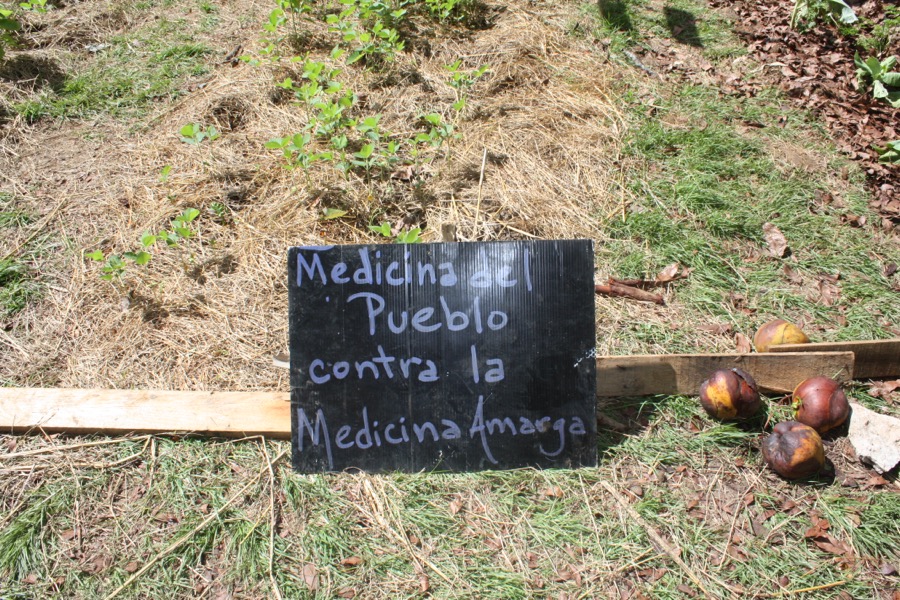 Medicina del
Pueblo
contra la
Medicina Amarga